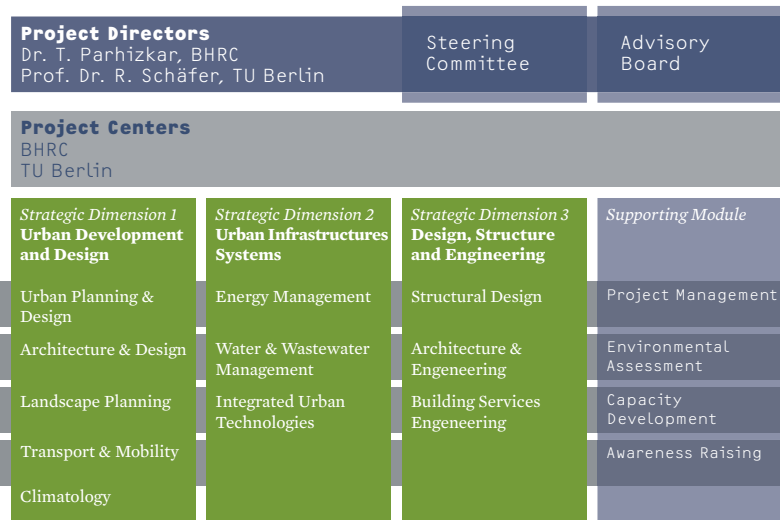 Project Directors
Dr. T. Parhizkar, BHRC
Prof. Dr. R. Schäfer, TU Berlin
Steering
Committee
Advisory
Board
Project Centers
BHRC
TU Berlin
Strategic Dimension 1
Urban Development
and Design
Urban Planning &
Design
Architecture & Design
Landscape Planning
Transport & Mobility
Climatology
Strategic Dimension 2
Urban Infrastructures
Systems
Energy Management
Water & Wastewater
Management
Integrated Urban
Technologies
Strategic Dimension 3
Design, Structure
and Engineering
Structural Design
Architecture &
Engeneering
Building Services
Engeneering
Supporting Module
Project Management
Environmental
Assessment
Capacity
Development
Awareness Raising